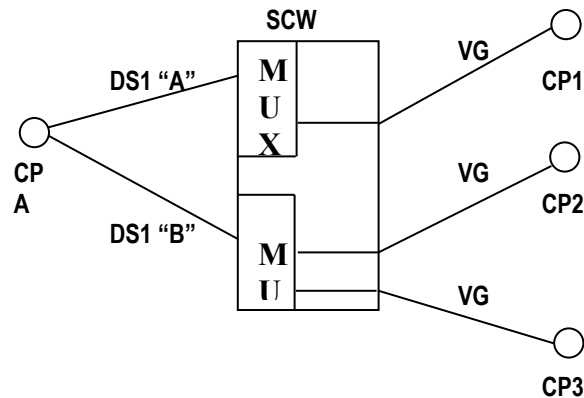 SCW
VG
CP1
DS1 “A”
M
U
X
CP
A
VG
CP2
DS1 “B”
M
U
VG
CP3